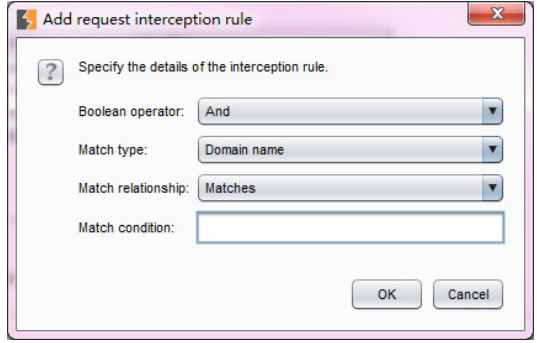 Add request interception rule
Specify the details of the interception rule.
Boolean operator: And
Match type: Domain name
Match relationship: Matches
Match condition:
OK Cancel